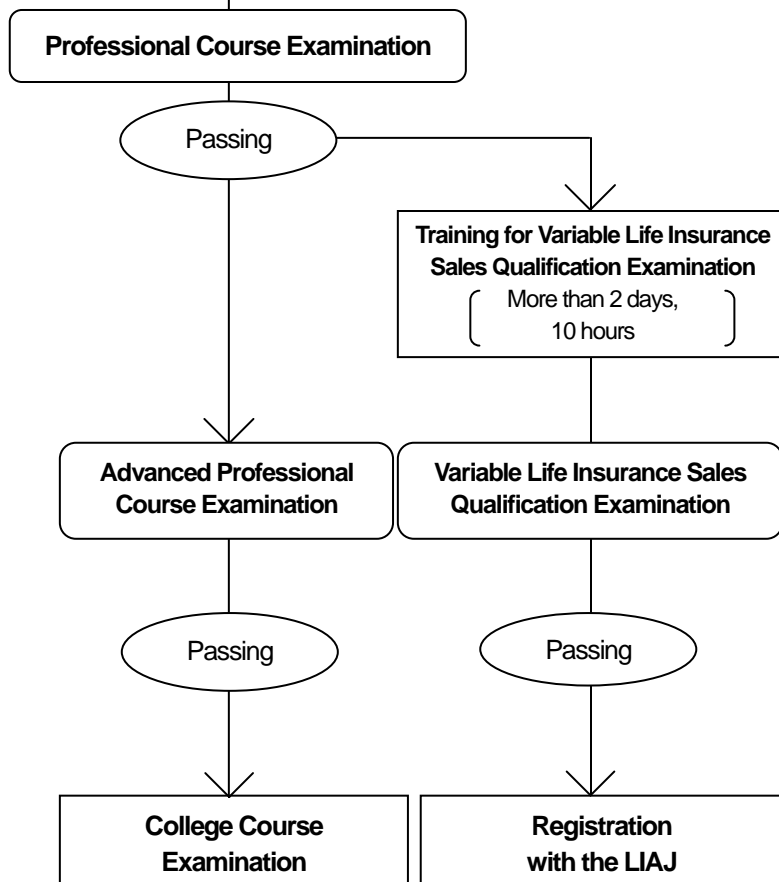 Professional Course Examination
Passing
Training for Variable Life Insurance
Sales Qualification Examination
More than 2 days,
10 hours
Advanced Professional
Course Examination
Variable Life Insurance Sales
Qualification Examination
Passing
Passing
College Course
Examination
Registration
with the LIAJ